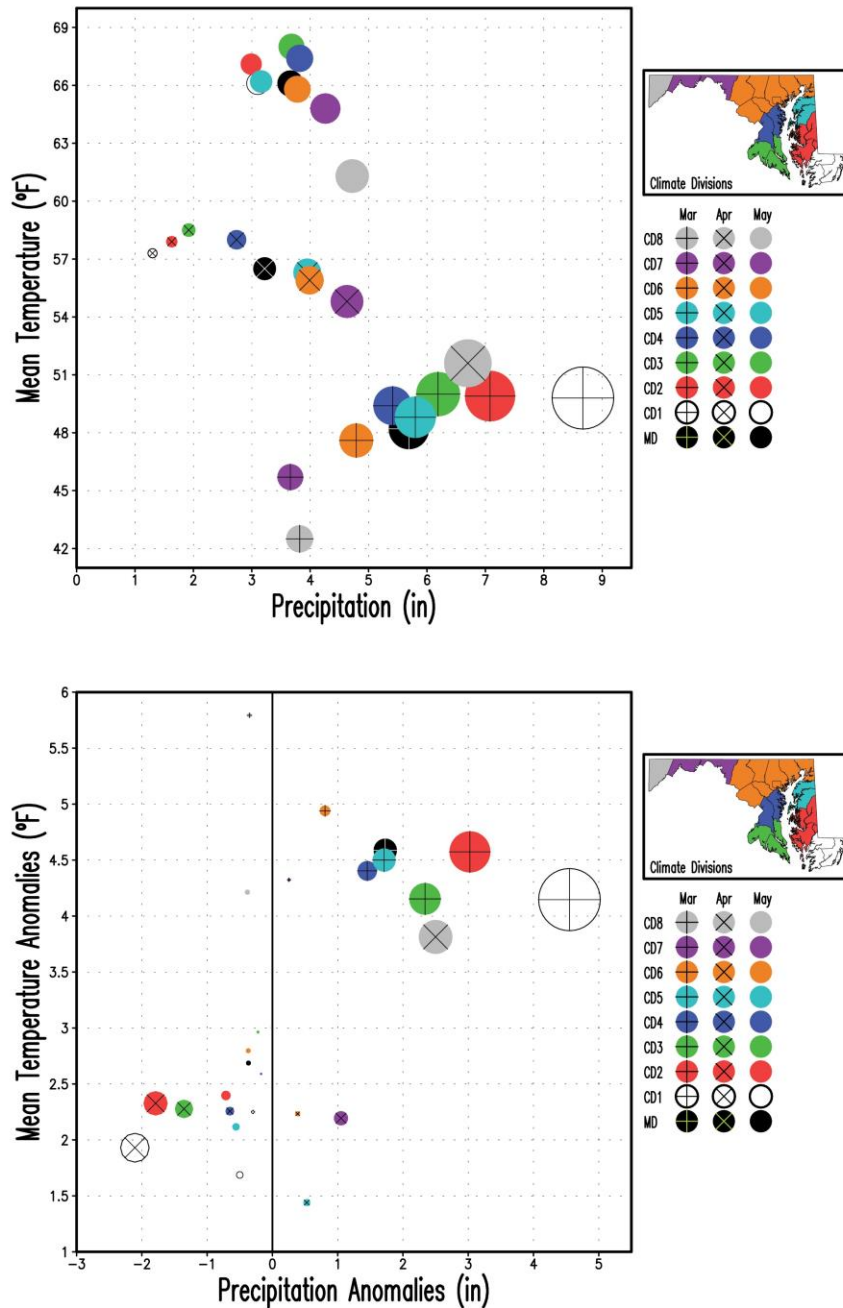 69
66
63
60
57
54
51
48
45
42
Mean Temperature (°F)
0 1 2 3 4 5 6 7 8 9
Precipitation (in)
Climate Divisions
Mar Apr May
CD8
CD7
CD6
CD5
CD4
CD3
CD2
CD1
MD
6
5.5
5
4.5
4
3.5
3
2.5
2
1.5
1
Mean Temperature Anomalies (°F)
−3 −2 −1 0 1 2 3 4 5
Precipitation Anomalies (in)
Climate Divisions
Mar Apr May
CD8
CD7
CD6
CD5
CD4
CD3
CD2
CD1
MD